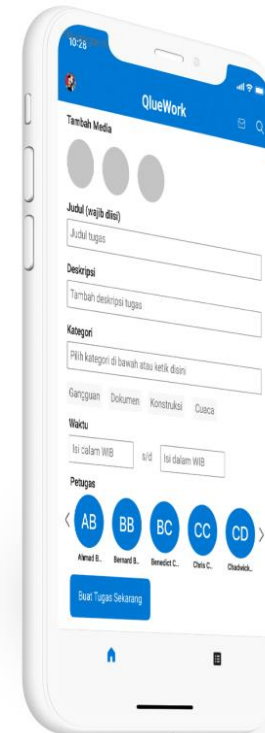 10:28
QlueWork
Tambah Media
Judul (wajib diisi)
Judul tugas
Deskripsi
Tambah deskripsi tugas
Kategori
Pilih kategori di bawah atau ketik disini
Gangguan Dokumen Konstruksi Cuaca
Waktu
Isi dalam WIB s/d Isi dalam WIB
Petugas
< AB BB BC CC CD >
Ahmad B.. Bernard B.. Benedict C.. Chris C.. Chadwick..
Buat Tugas Sekarang